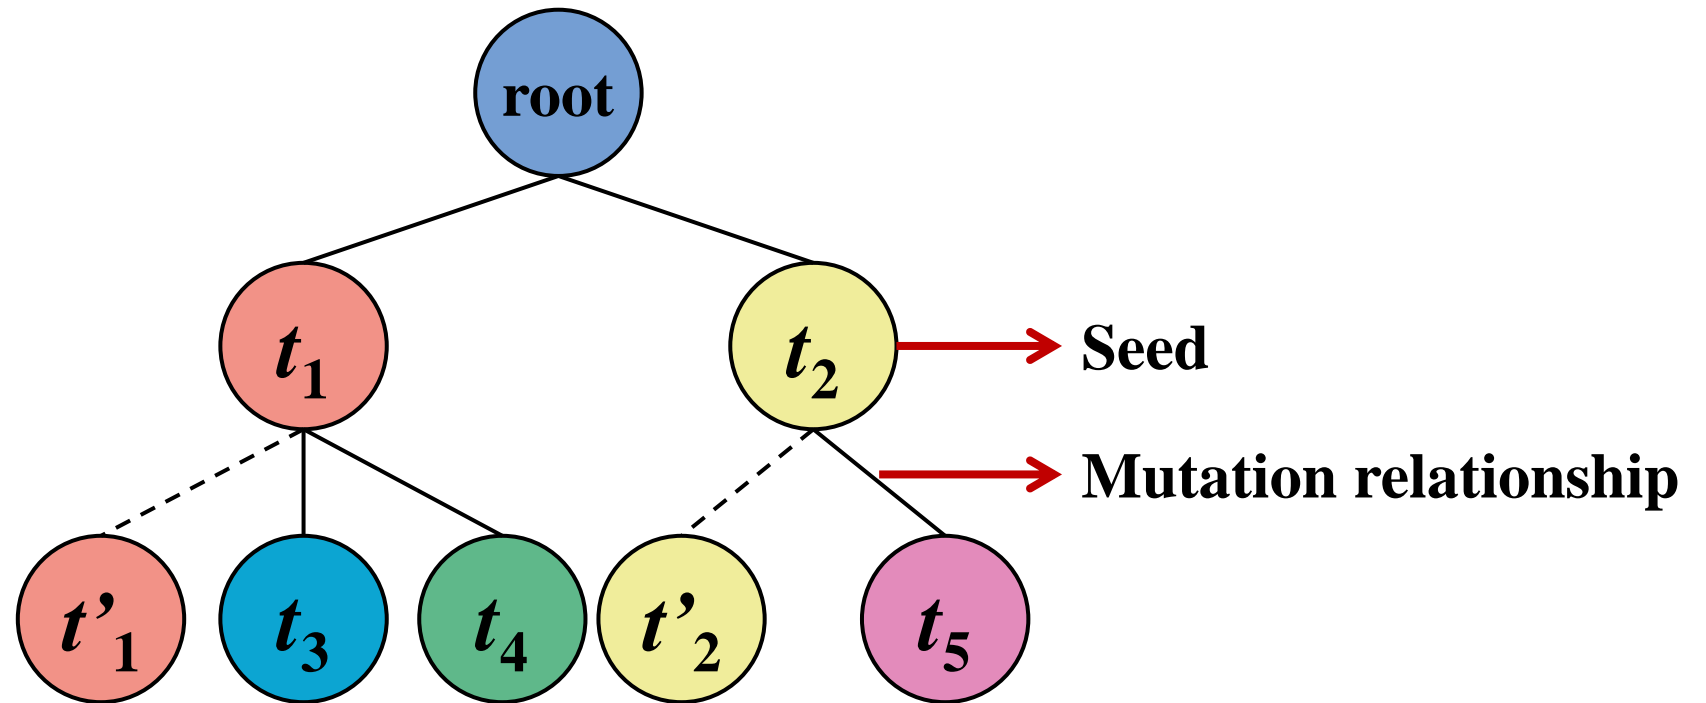 root
t1
t2
Seed
Mutation relationship
t’1
t3
t4
t’2
t5